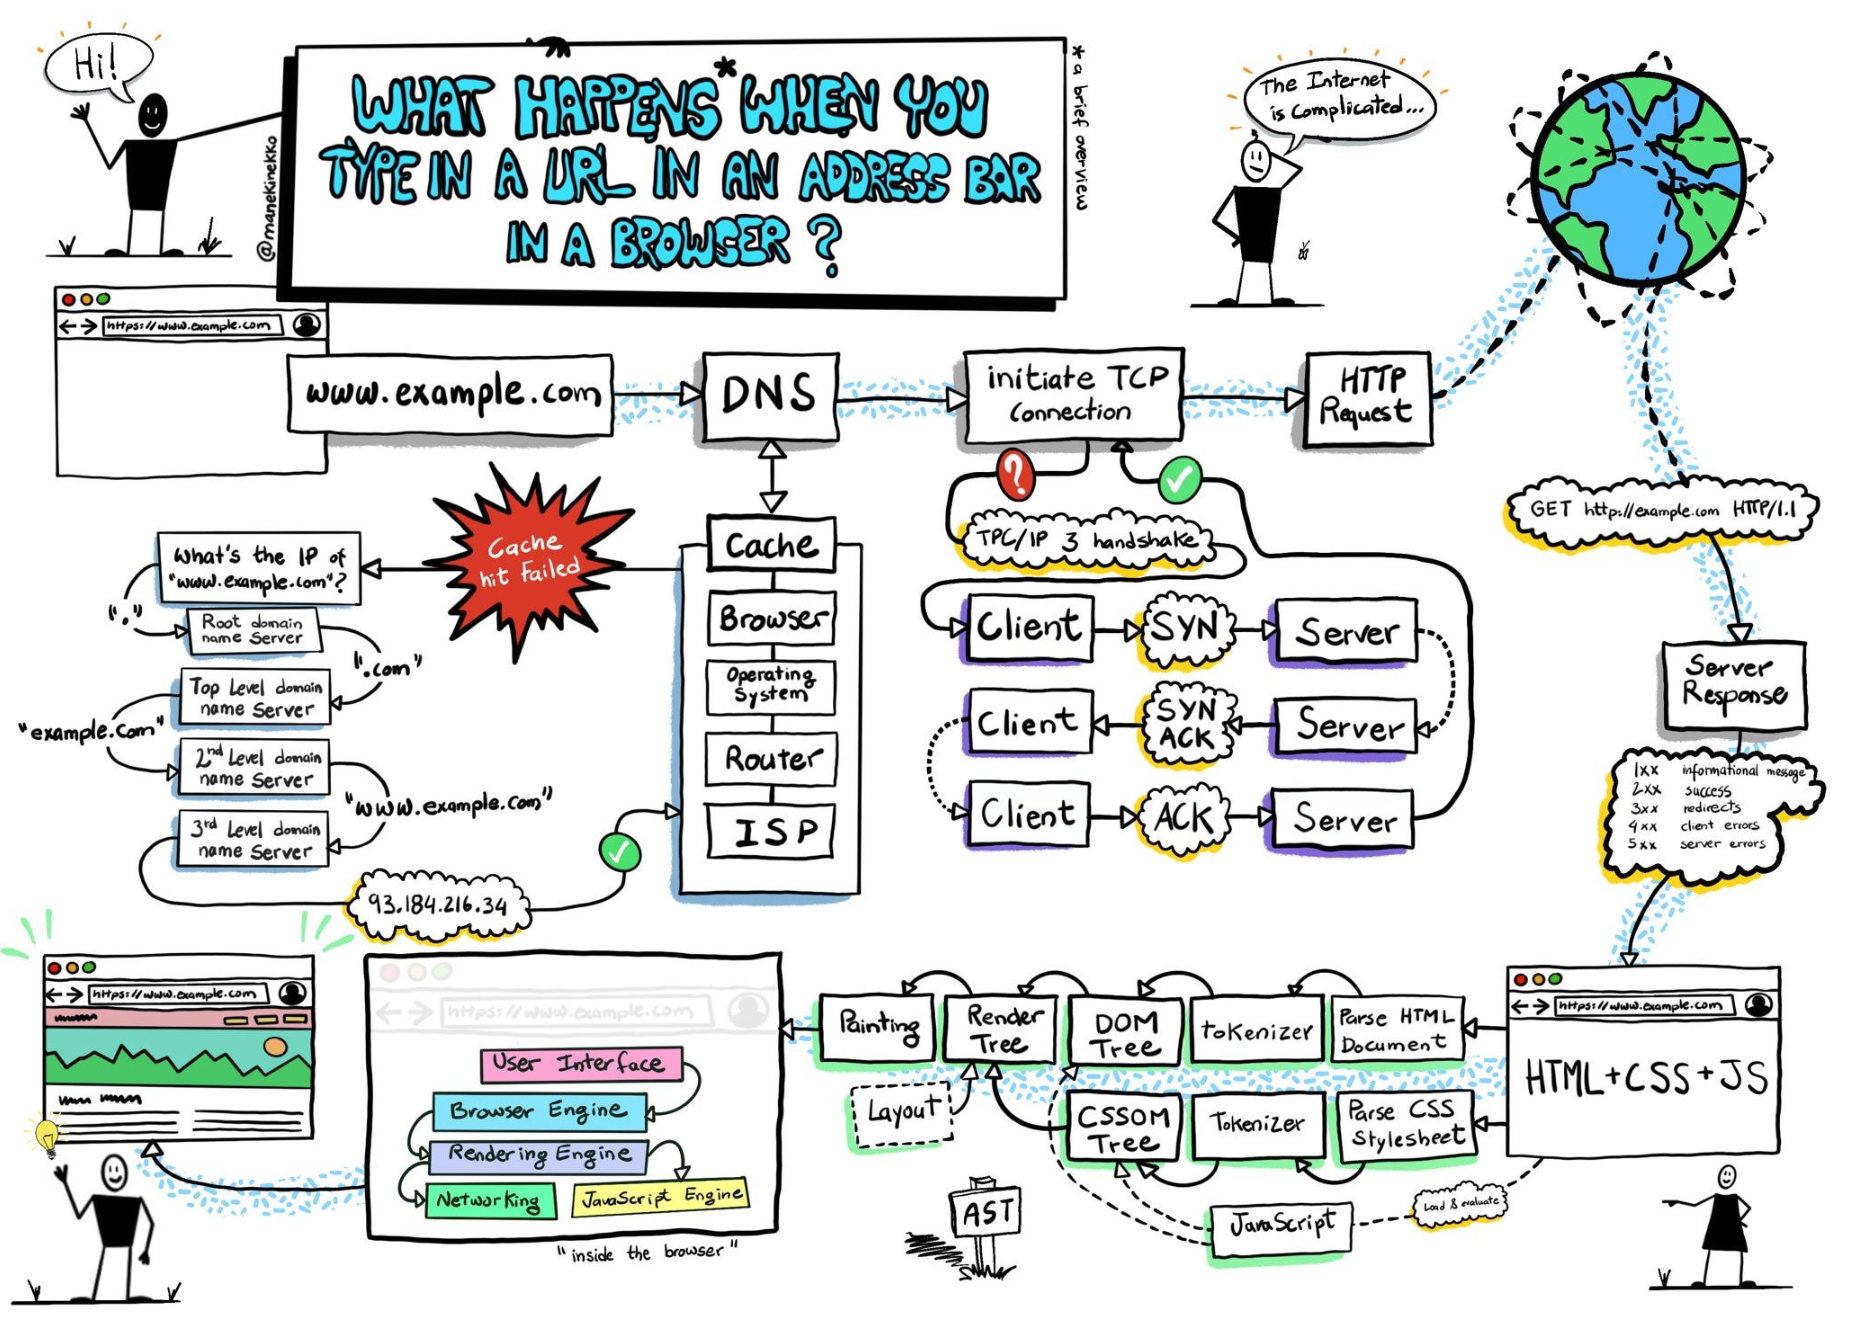 Hi!
WHAT HAPPENS* WHEN YOU
TYPE IN A URL IN AN ADDRESS BAR
IN A BROWSER ?
* a brief overview
@manekinekko
The Internet
is Complicated...
https://www.example.com
www.example.com
DNS
initiate TCP
Connection
HTTP
Request
GET http://example.com HTTP/1.1
Server
Response
1xx informational message
2xx success
3xx redirects
4xx client errors
5xx server errors
Cache
Browser
Operating
System
Router
ISP
Cache
hit Failed
What's the IP of
"www.example.com"?
"."
Root domain
name Server
".com"
Top Level domain
name Server
"example.com"
2nd Level domain
name Server
"www.example.com"
3rd Level domain
name Server
93.184.216.34
?
TPC/IP 3 handshake
Client
SYN
Server
Client
SYN
ACK
Server
Client
ACK
Server
https://www.example.com
HTML+CSS+JS
Parse HTML
Document
tokenizer
DOM
Tree
Render
Tree
Painting
Layout
Parse CSS
Stylesheet
Tokenizer
CSSOM
Tree
Load & evaluate
JavaScript
AST
https://www.example.com
User Interface
Browser Engine
Rendering Engine
Networking
JavaScript Engine
"inside the browser"
https://www.example.com